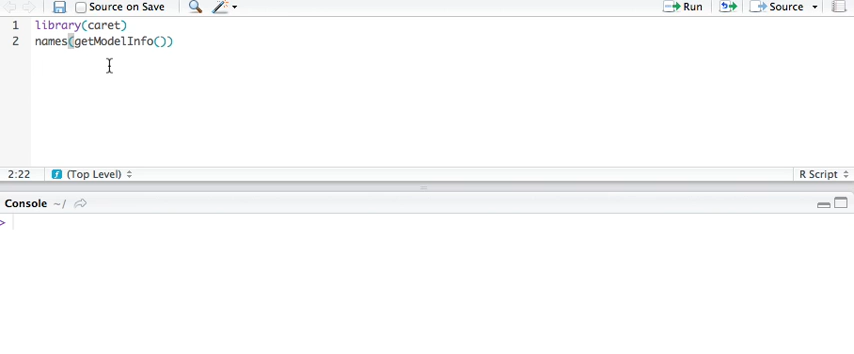 Source on Save Run Source
1 library(caret)
2 names(getModelInfo())
2:22 (Top Level) R Script
Console ~/
>